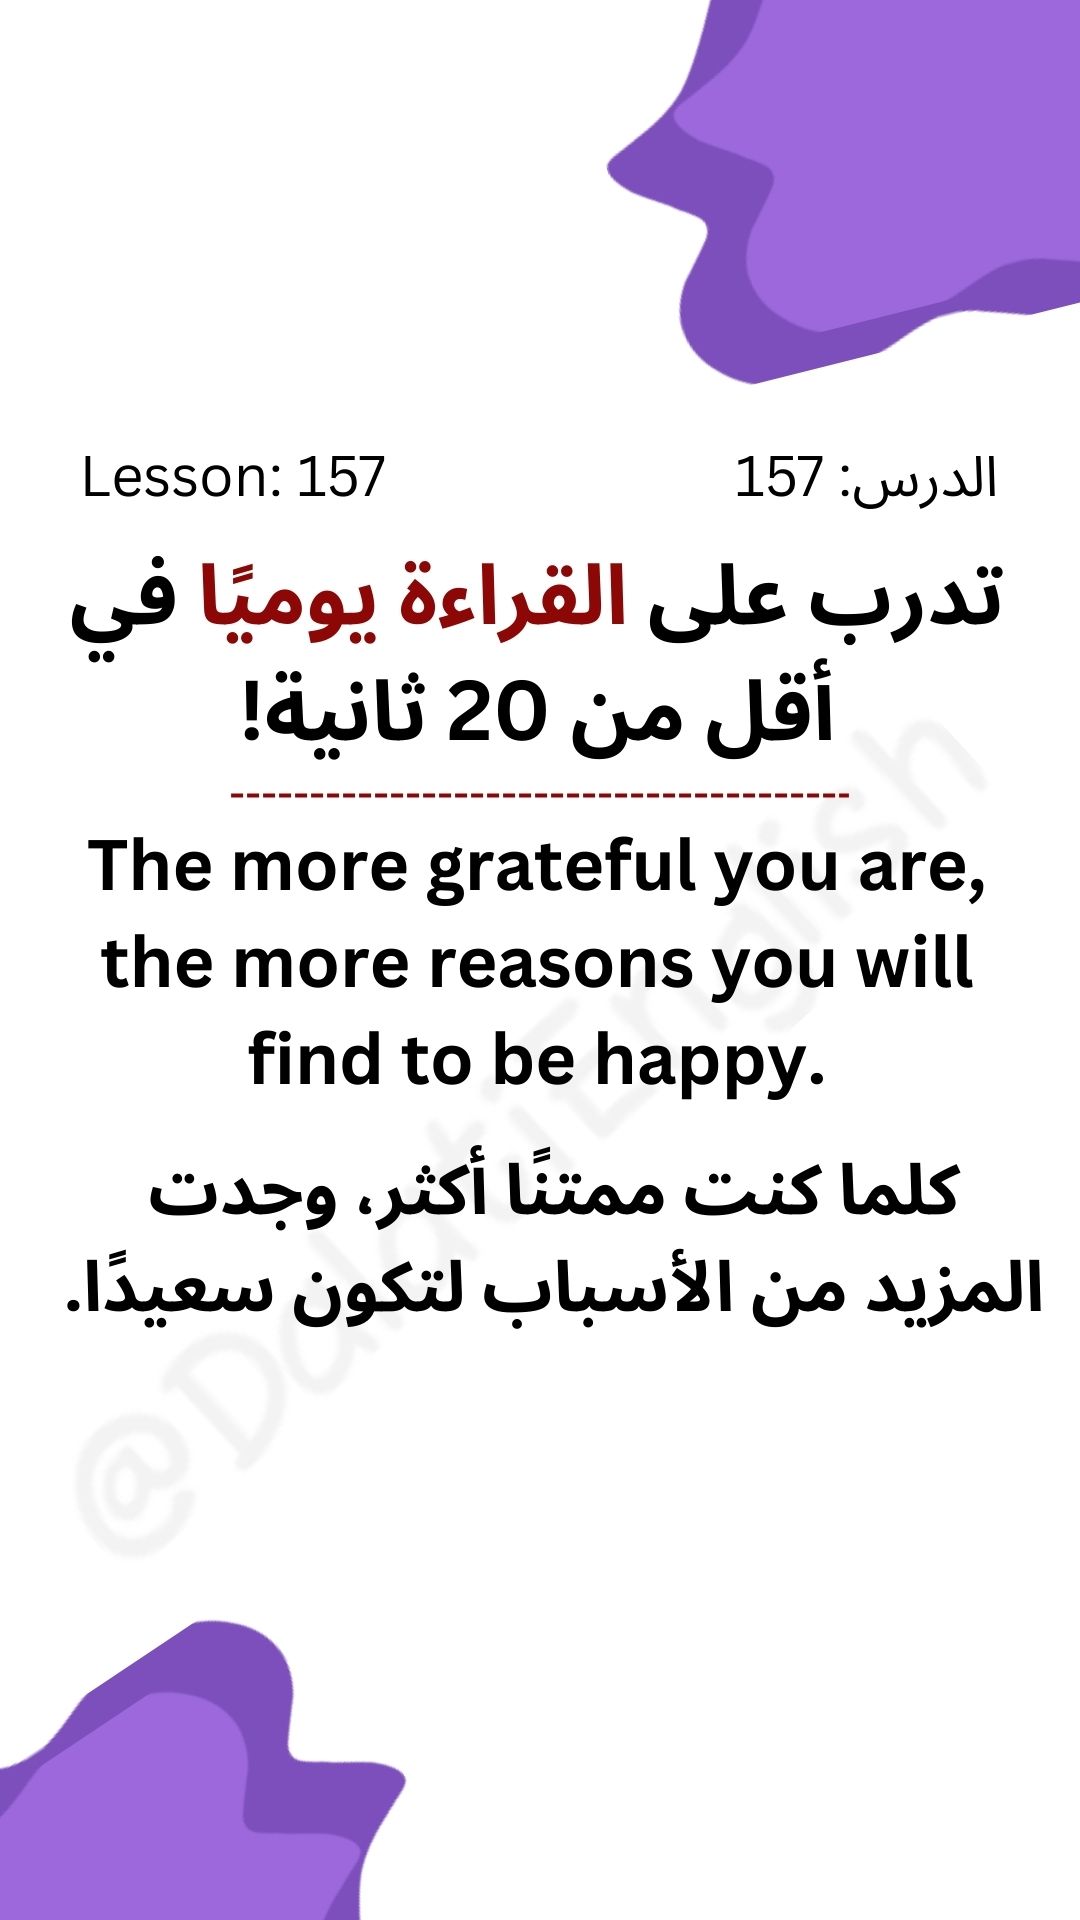 Lesson: 157
الدرس: 157
تدرب على القراءة يوميًا في
أقل من 20 ثانية!
--------------------------------------
The more grateful you are,
the more reasons you will
find to be happy.
كلما كنت ممتنًا أكثر، وجدت
المزيد من الأسباب لتكون سعيدًا.
@DalatiEnglish